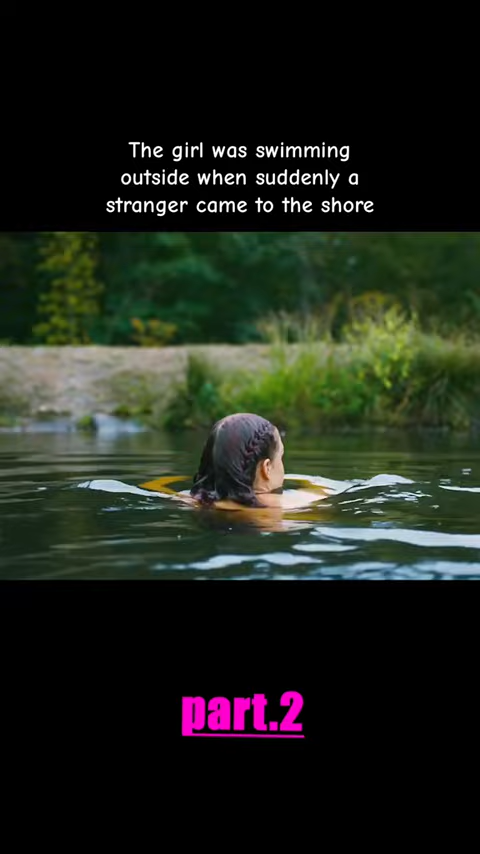 The girl was swimming
outside when suddenly a
stranger came to the shore
part.2